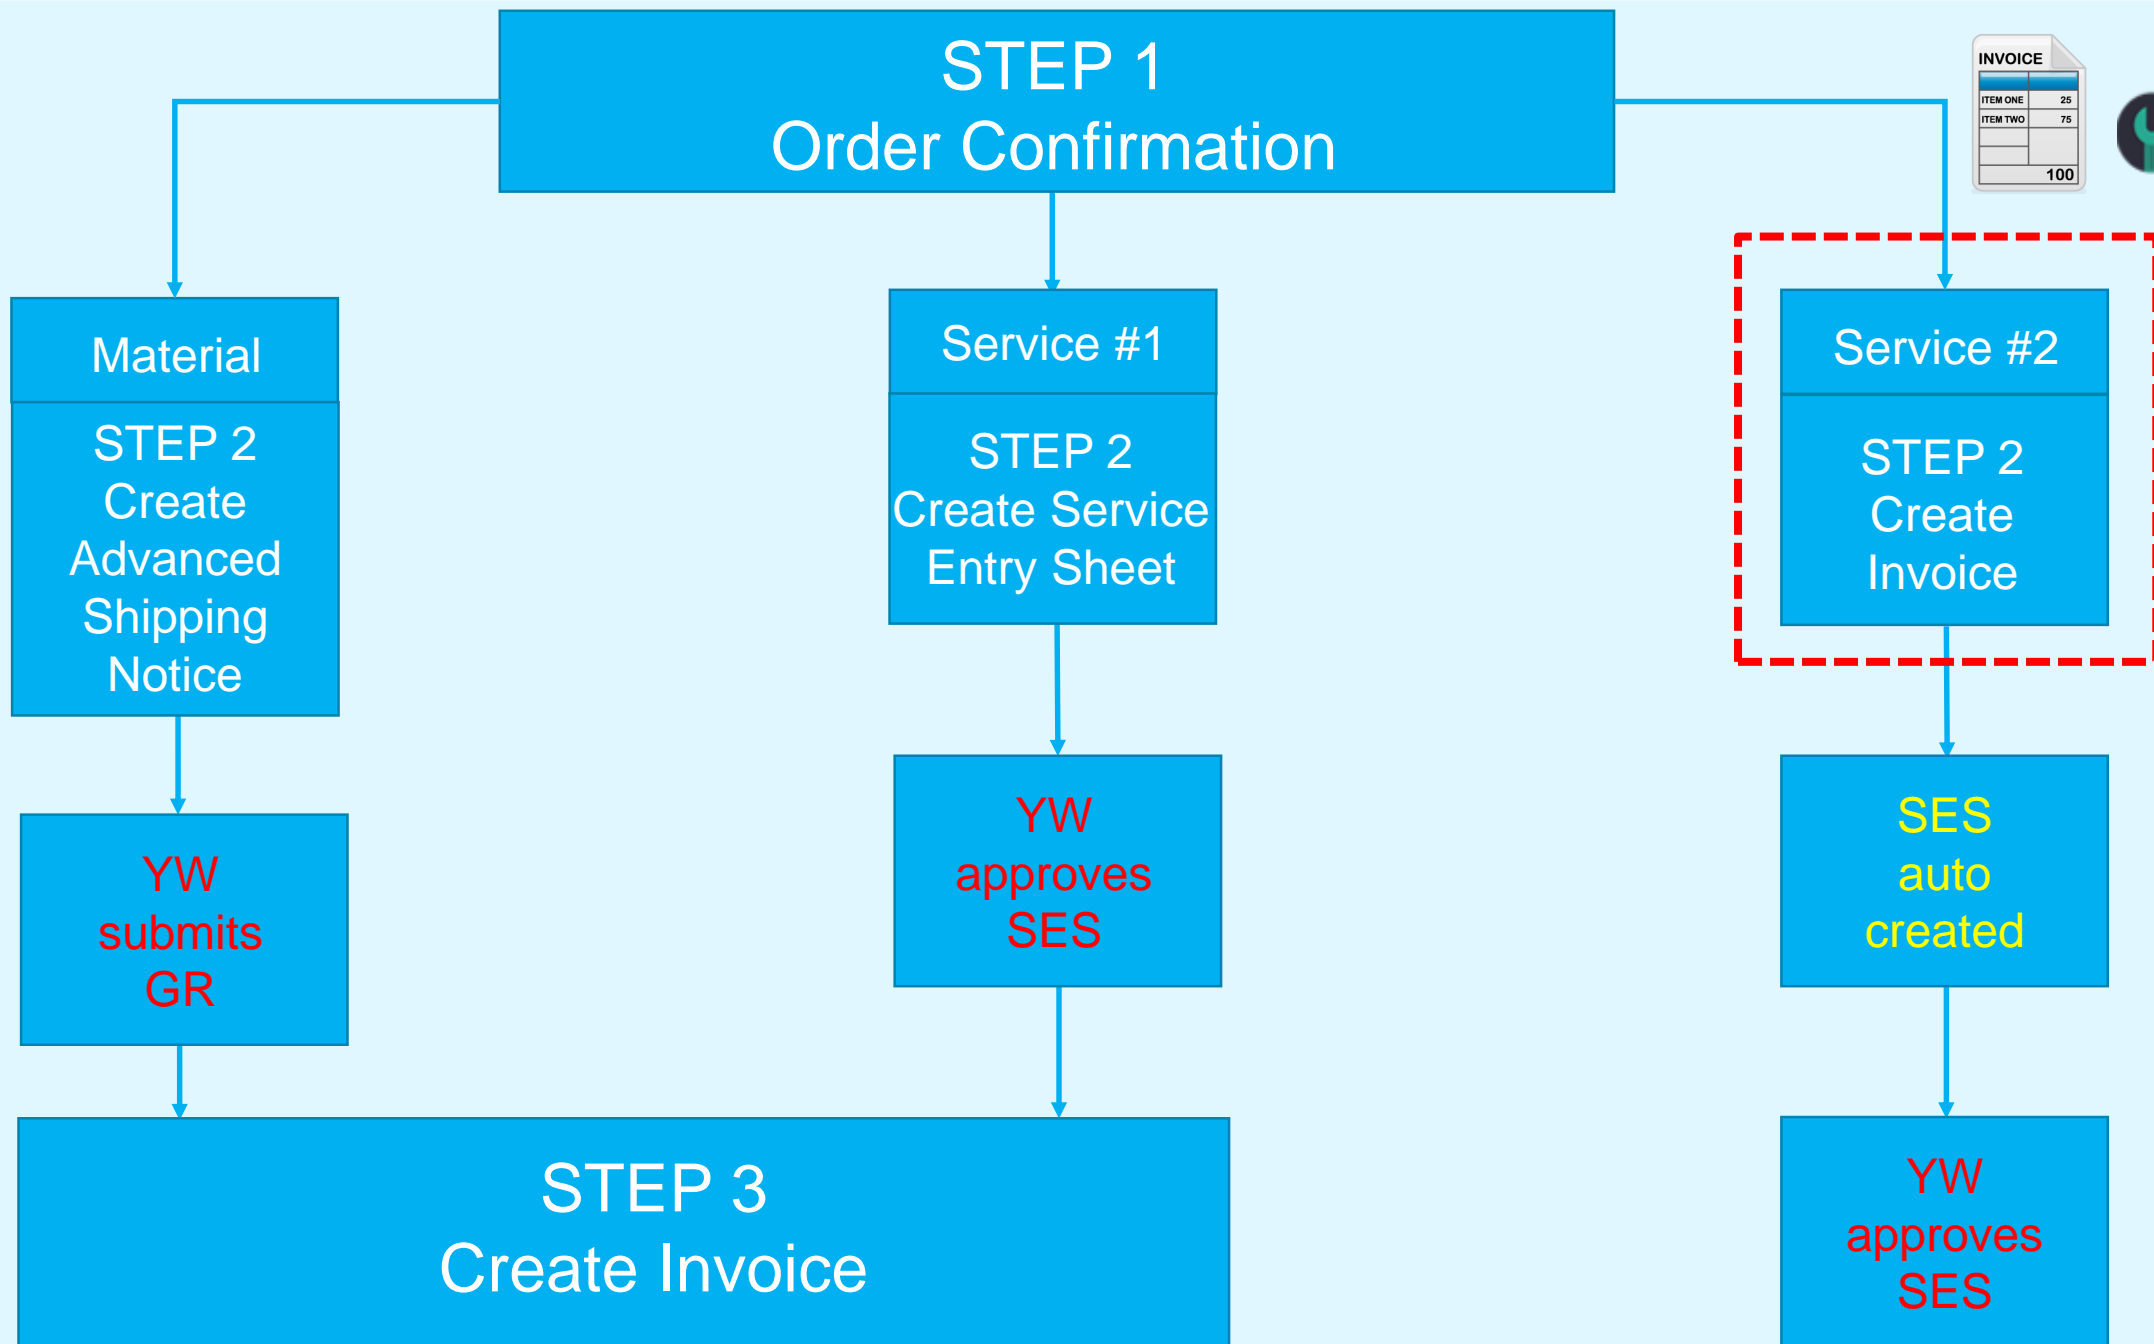 STEP 1
Order Confirmation
INVOICE
ITEM ONE 25
ITEM TWO 75
100
Material
STEP 2
Create
Advanced
Shipping
Notice
YW
submits
GR
Service #1
STEP 2
Create Service
Entry Sheet
YW
approves
SES
Service #2
STEP 2
Create
Invoice
SES
auto
created
YW
approves
SES
STEP 3
Create Invoice